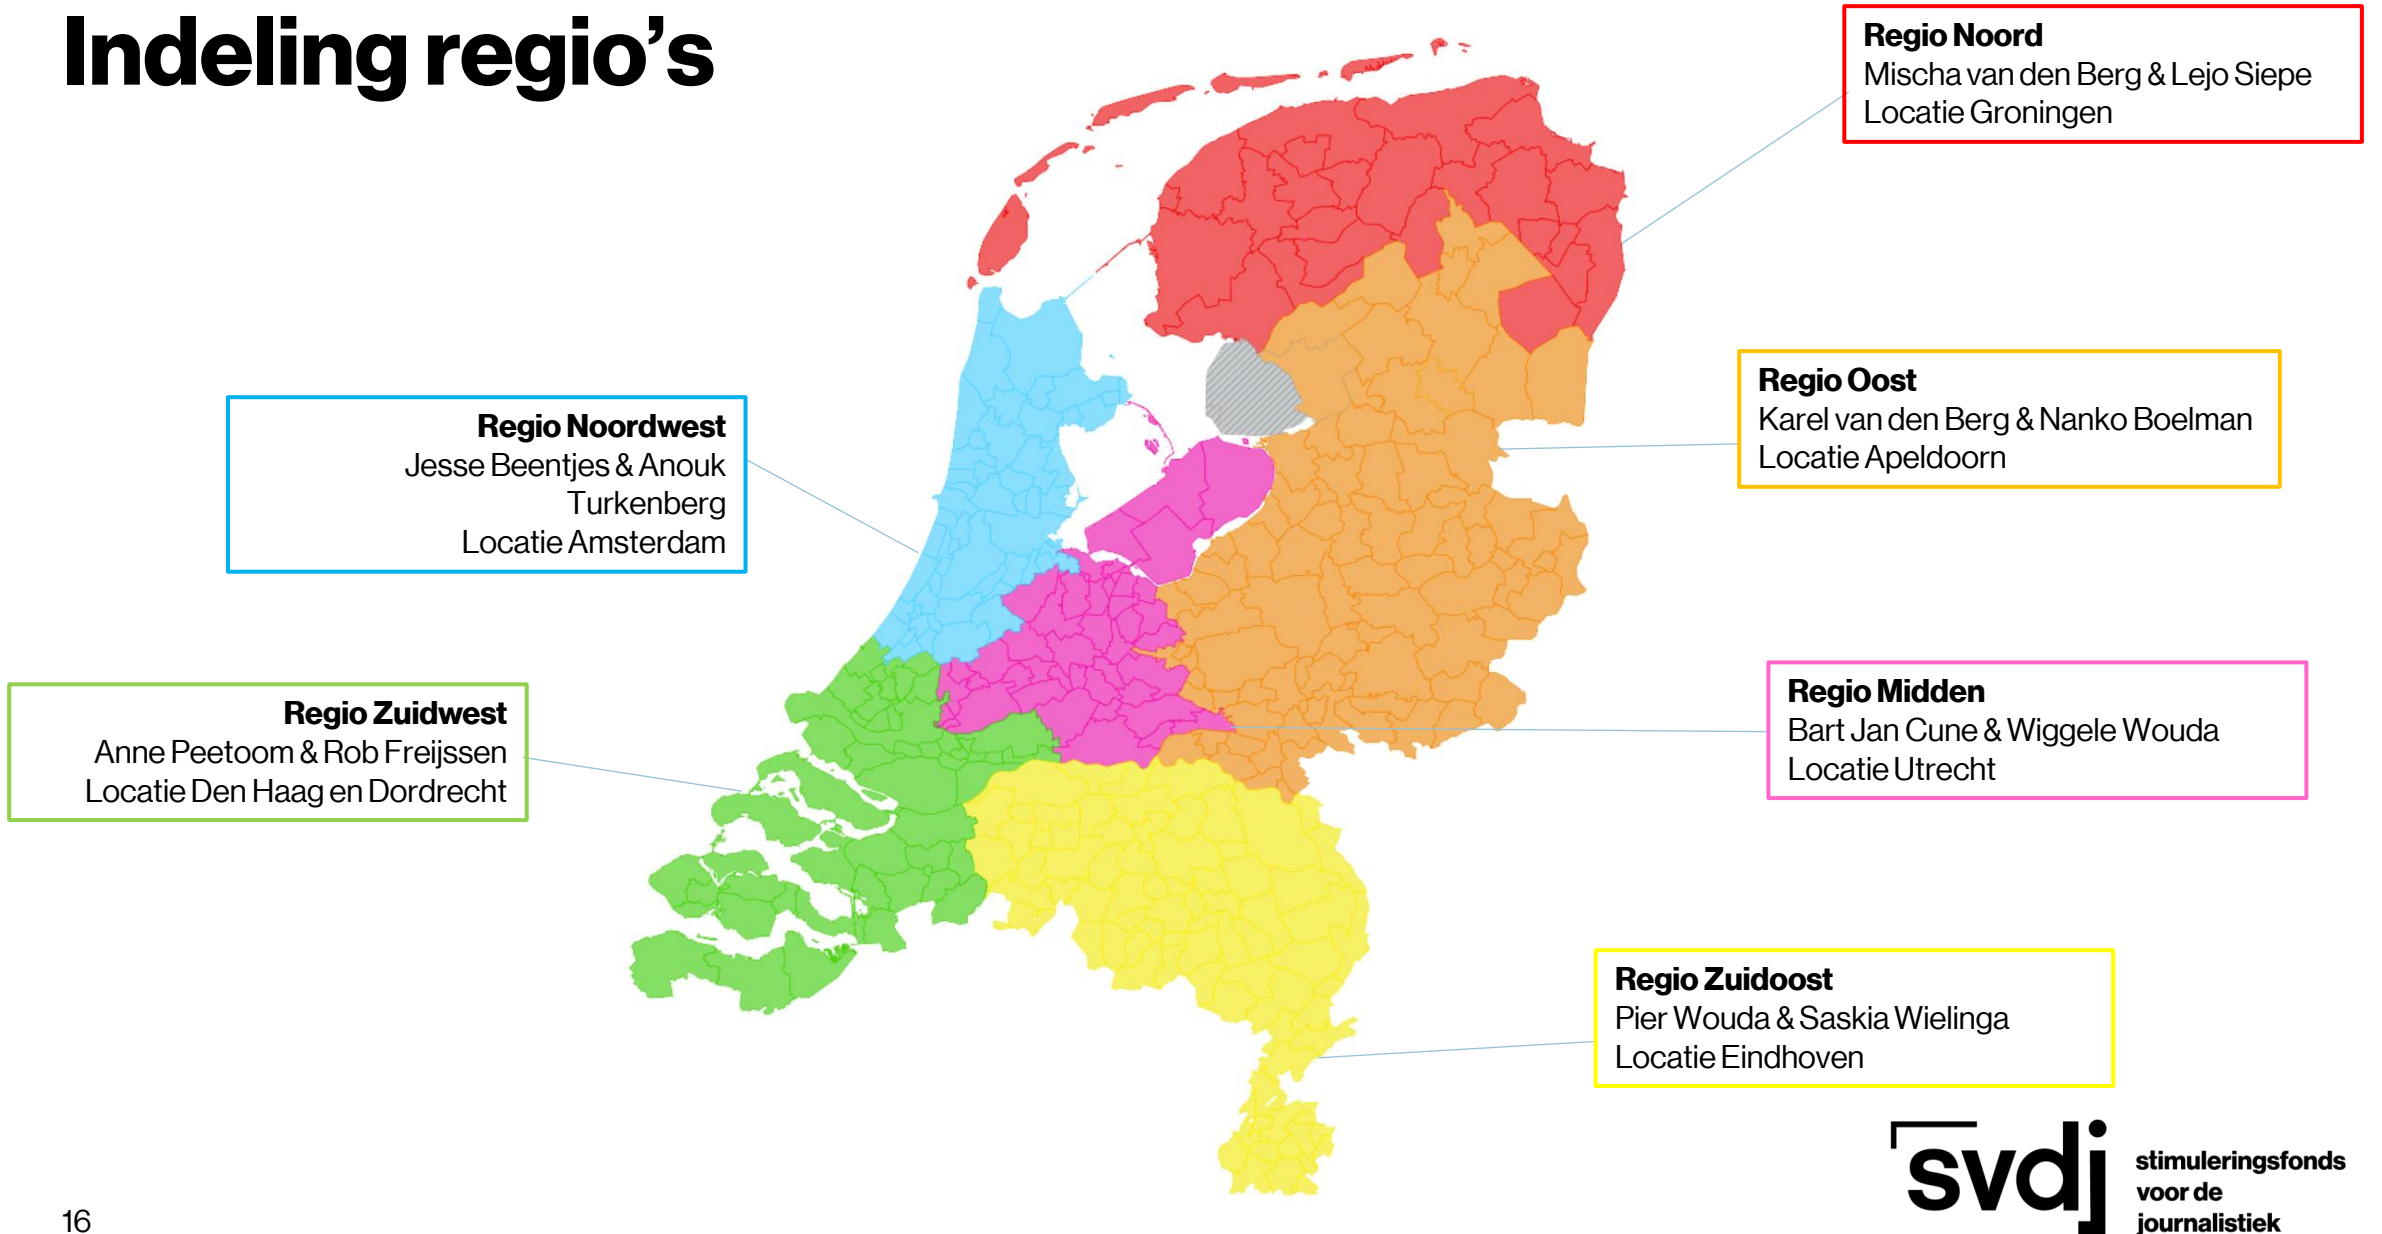 Indeling regio's
Regio Noord
Mischa van den Berg & Lejo Siepe
Locatie Groningen
Regio Oost
Karel van den Berg & Nanko Boelman
Locatie Apeldoorn
Regio Noordwest
Jesse Beentjes & Anouk
Turkenberg
Locatie Amsterdam
Regio Midden
Bart Jan Cune & Wiggele Wouda
Locatie Utrecht
Regio Zuidwest
Anne Peetoom & Rob Freijssen
Locatie Den Haag en Dordrecht
Regio Zuidoost
Pier Wouda & Saskia Wielinga
Locatie Eindhoven
svdj
stimuleringsfonds
voor de
journalistiek
16